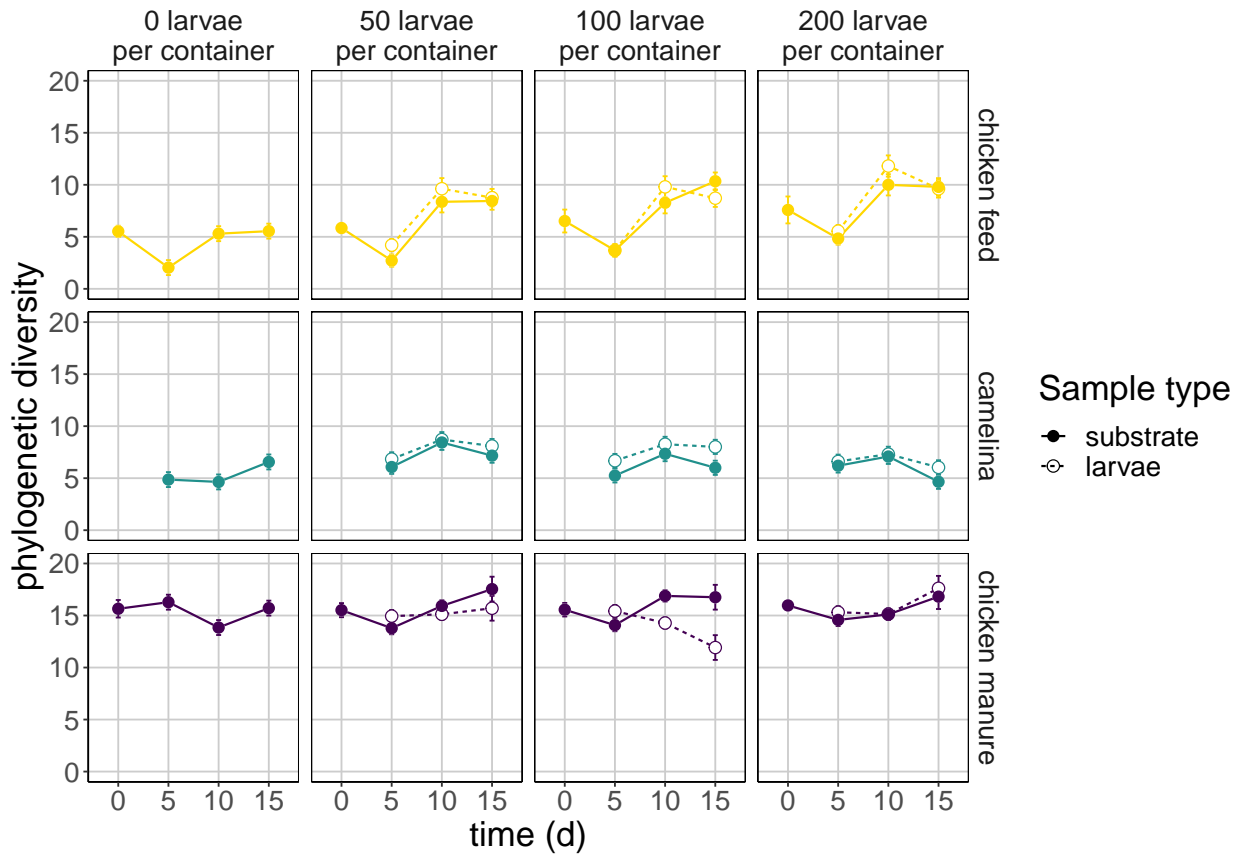 0 larvae
per container
50 larvae
per container
100 larvae
per container
200 larvae
per container
phylogenetic diversity
20
15
10
5
0
chicken feed
20
15
10
5
0
camelina
20
15
10
5
0
chicken manure
0 5 10 15
0 5 10 15
0 5 10 15
0 5 10 15
time (d)
Sample type
substrate
larvae